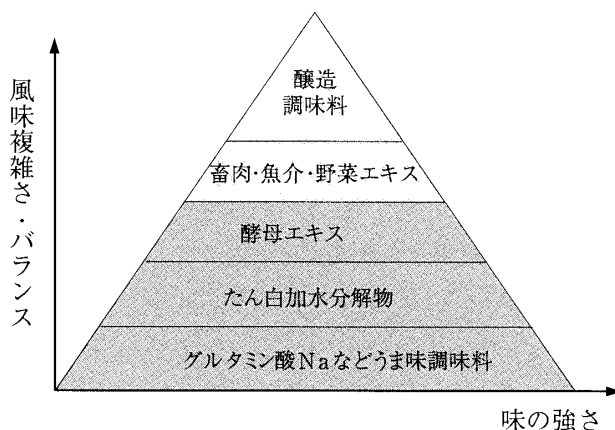 風味複雑さ・バランス
醸造
調味料
畜肉・魚介・野菜エキス
酵母エキス
たん白加水分解物
グルタミン酸Naなどうま味調味料
味の強さ